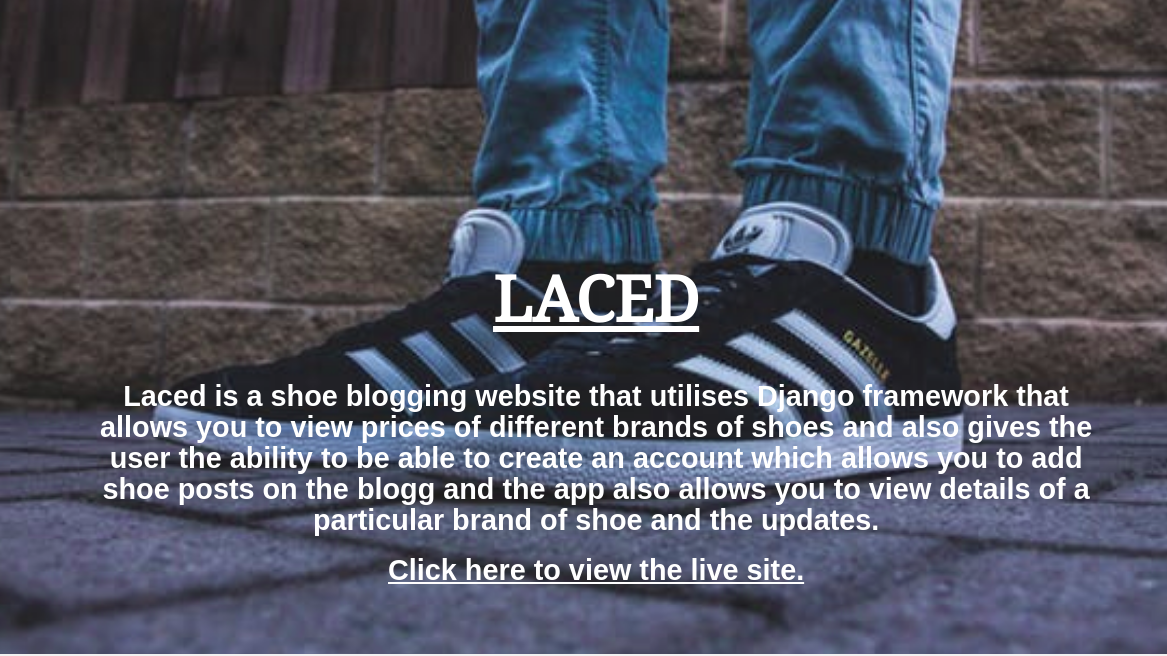 LACED
GAZELLE
Laced is a shoe blogging website that utilises Django framework that
allows you to view prices of different brands of shoes and also gives the
user the ability to be able to create an account which allows you to add
shoe posts on the blogg and the app also allows you to view details of a
particular brand of shoe and the updates.
Click here to view the live site.